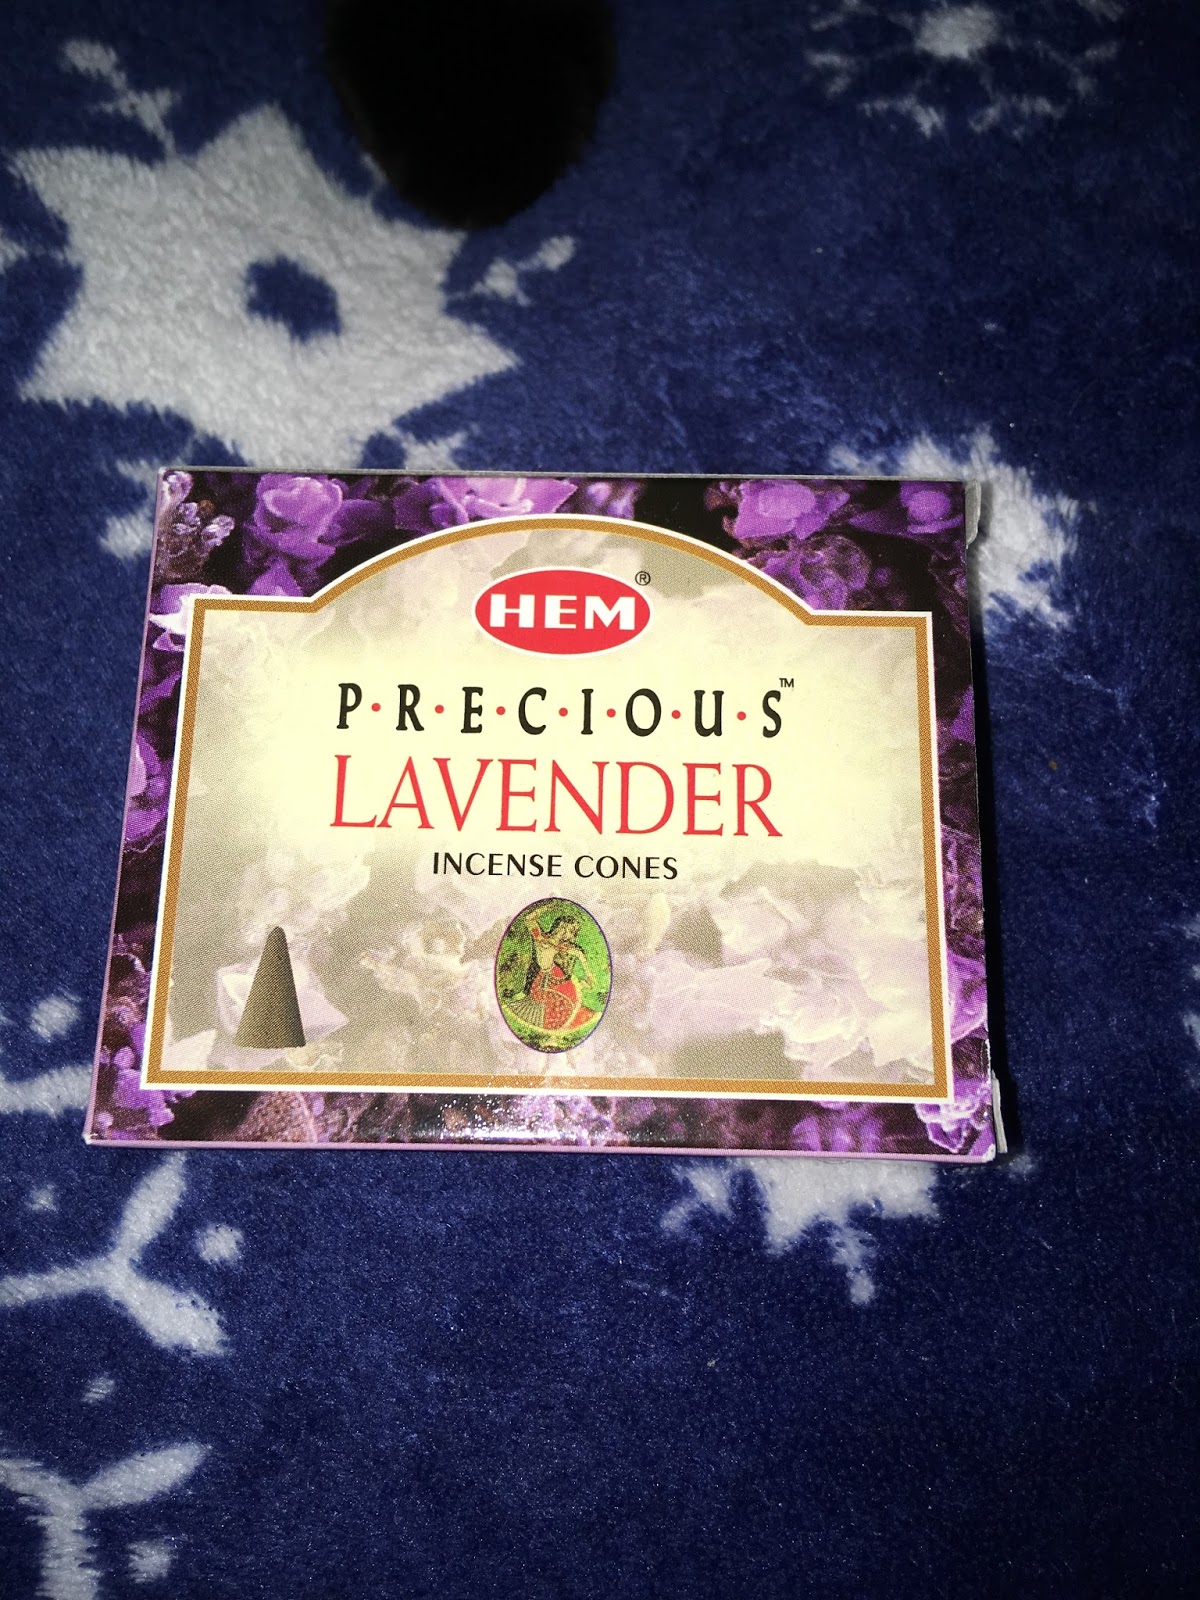 HEM®
P·R·E·C·I·O·U·S™
LAVENDER
INCENSE CONES